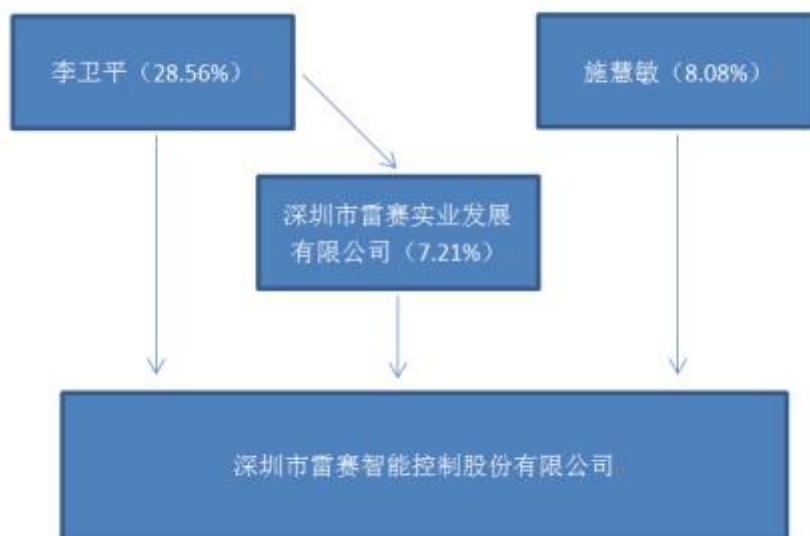 李卫平（28.56%）
施慧敏（8.08%）
深圳市雷赛实业发展
有限公司（7.21%）
深圳市雷赛智能控制股份有限公司